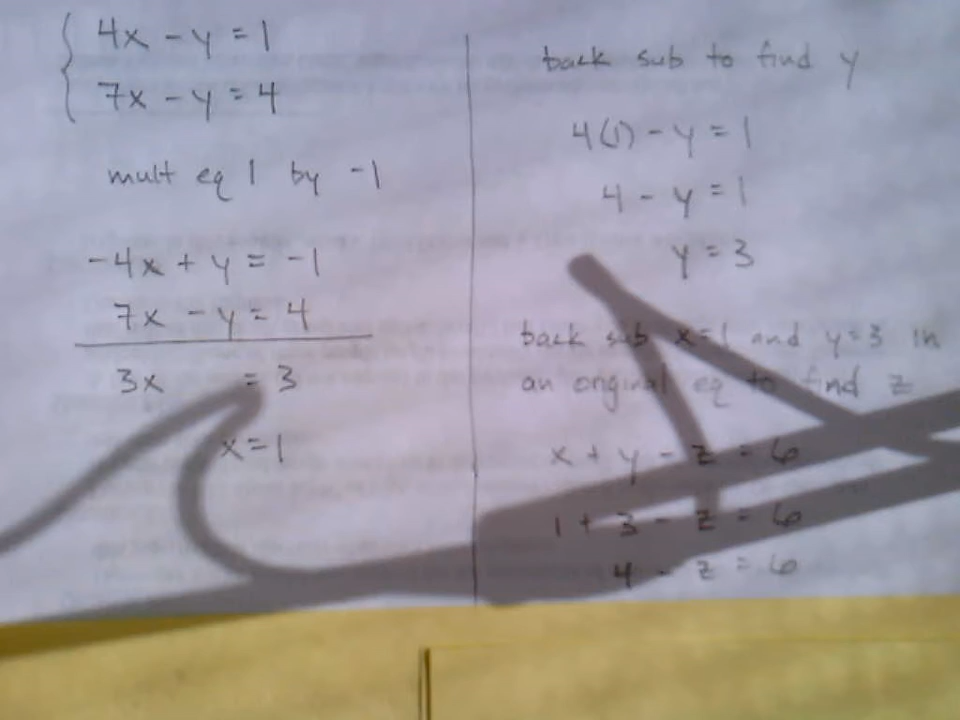 4x - y = 1
7x - y = 4
mult eq 1 by -1
-4x + y = -1
7x - y = 4
3x = 3
x = 1
back sub to find y
4(1) - y = 1
4 - y = 1
y = 3
back sub x=1 and y=3 in
an original eq to find z
x + y - z = 6
1 + 3 - z = 6
4 - z = 6